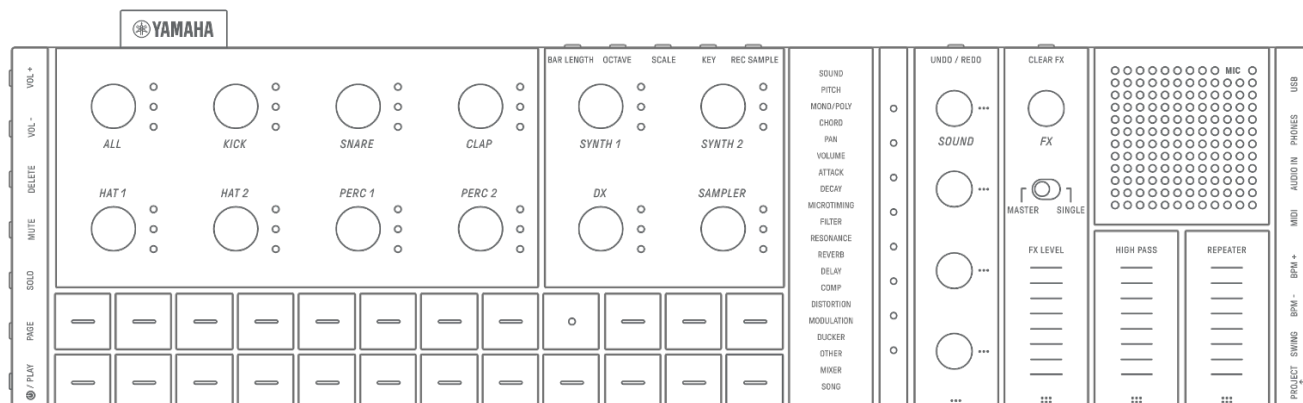 YAMAHA
BAR LENGTH OCTAVE SCALE KEY REC SAMPLE
UNDO / REDO
CLEAR FX
MIC
ALL KICK SNARE CLAP SYNTH 1 SYNTH 2
HAT 1 HAT 2 PERC 1 PERC 2 DX SAMPLER
VOL +
VOL -
DELETE
MUTE
SOLO
PAGE
/ PLAY
SOUND
PITCH
MONO/POLY
CHORD
PAN
VOLUME
ATTACK
DECAY
MICROTIMING
FILTER
RESONANCE
REVERB
DELAY
COMP
DISTORTION
MODULATION
DUCKER
OTHER
MIXER
SONG
SOUND
FX
MASTER SINGLE
FX LEVEL
HIGH PASS
REPEATER
USB
PHONES
AUDIO IN
MIDI
BPM +
BPM -
SWING
PROJECT *